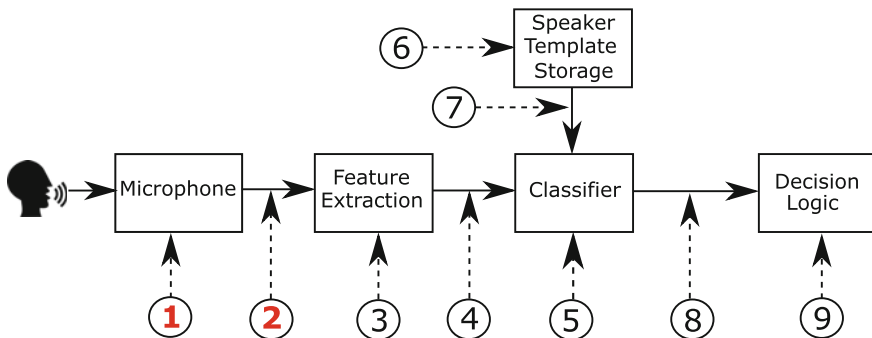 Speaker
Template
Storage
6
7
Microphone
Feature
Extraction
Classifier
Decision
Logic
1
2
3
4
5
8
9